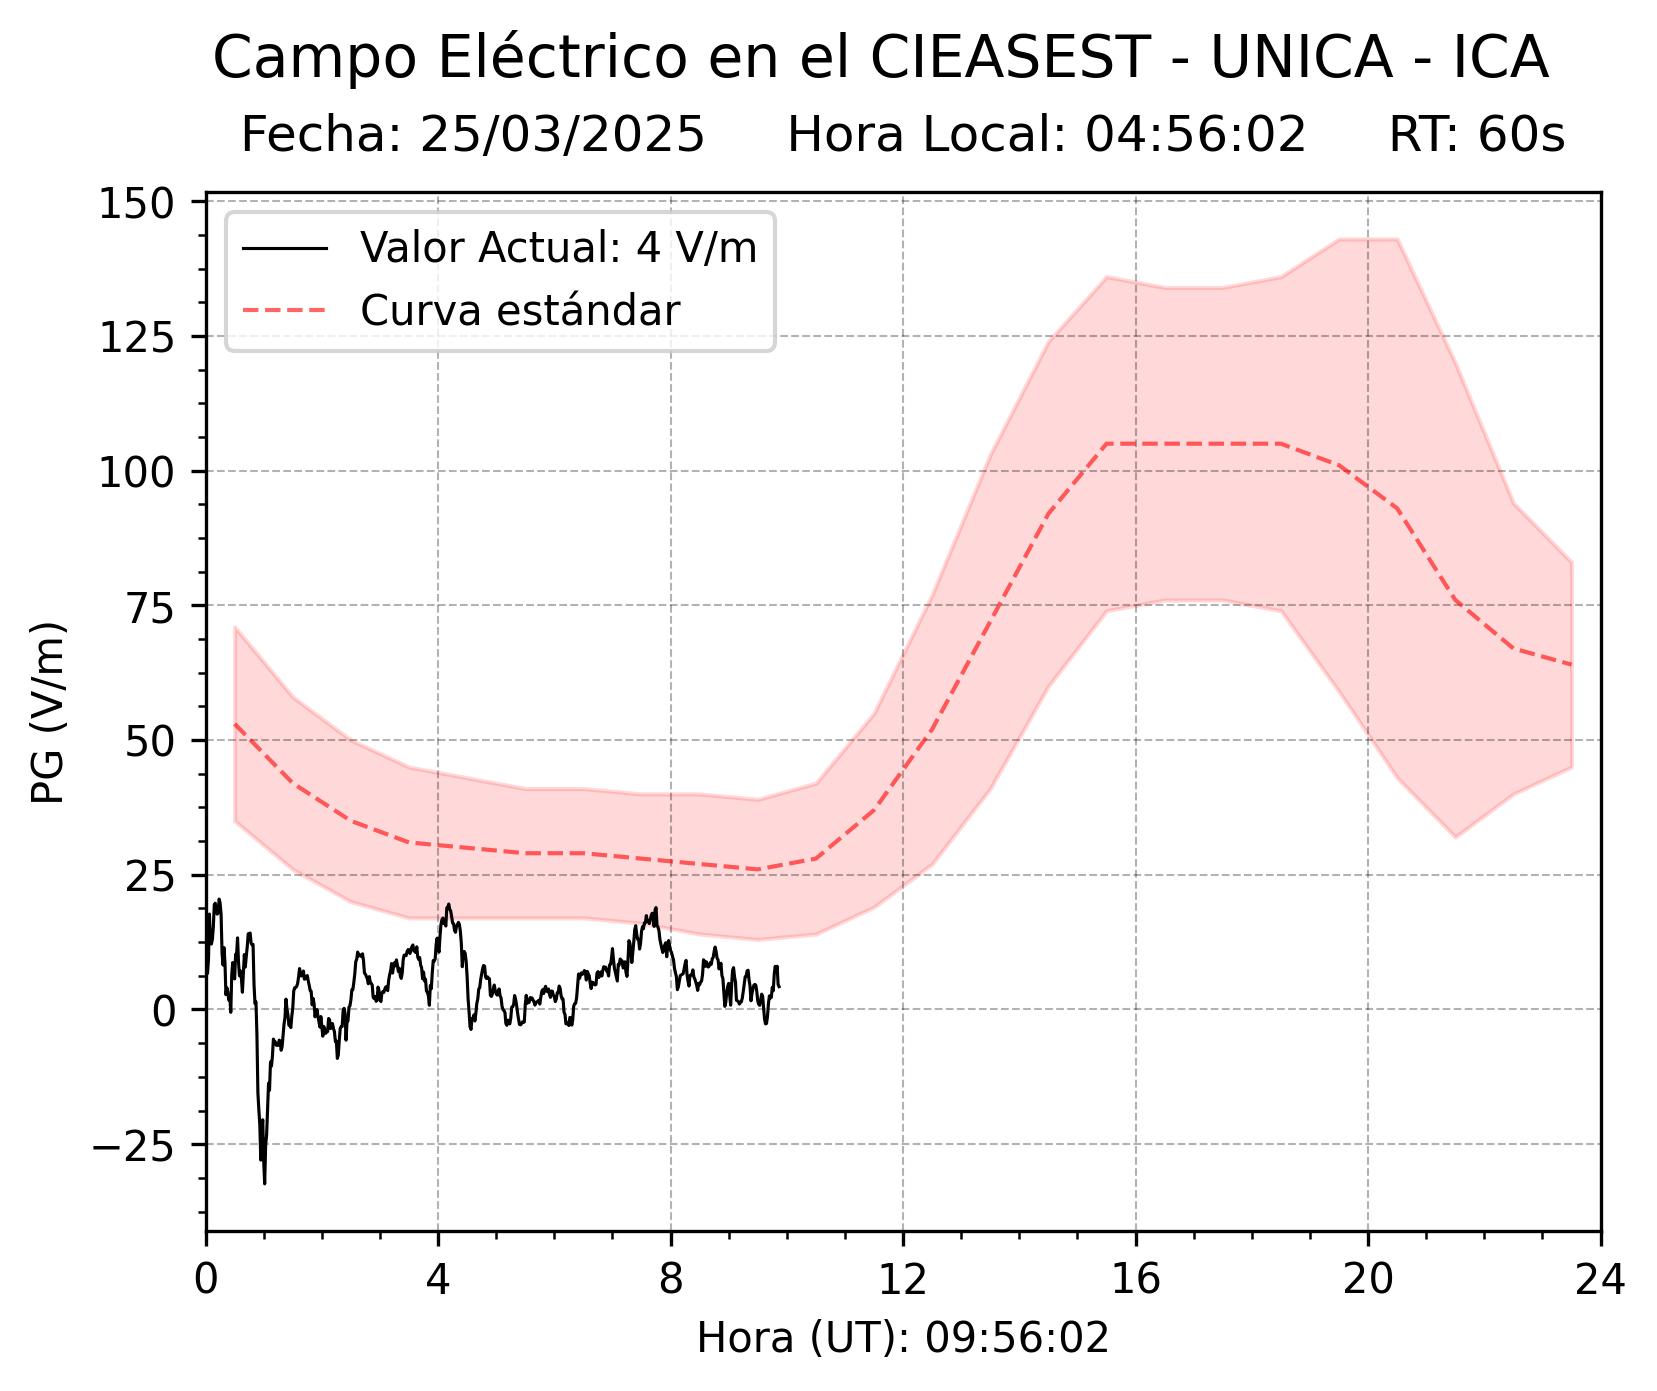 Campo Eléctrico en el CIEASEST - UNICA - ICA
Fecha: 25/03/2025 Hora Local: 04:56:02 RT: 60s
Valor Actual: 4 V/m
Curva estándar
150
125
100
75
50
25
0
−25
PG (V/m)
0 4 8 12 16 20 24
Hora (UT): 09:56:02